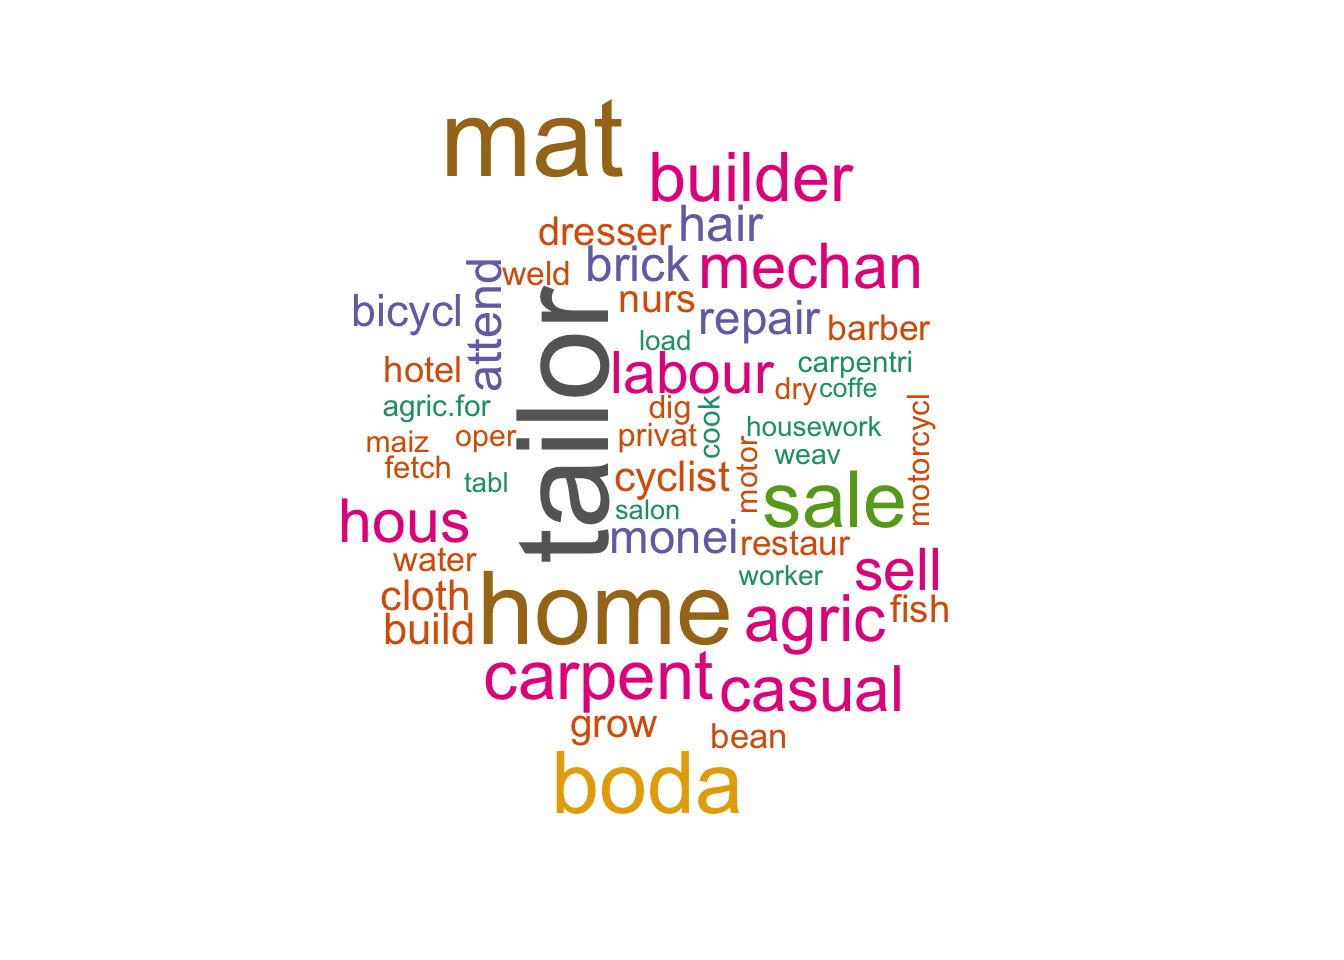 mat
builder
dresser
hair
brick
mechan
weld
attend
bicycl
nurs
repair
barber
tailor
load
labour
carpentri
hotel
dry
coffe
agric.for
dig
cook
housework
motorcycl
maiz
oper
privat
motor
weav
fetch
tabl
cyclist
sale
salon
hous
monei
restaur
water
worker
sell
cloth
home
agric
fish
build
carpent
casual
grow
bean
boda